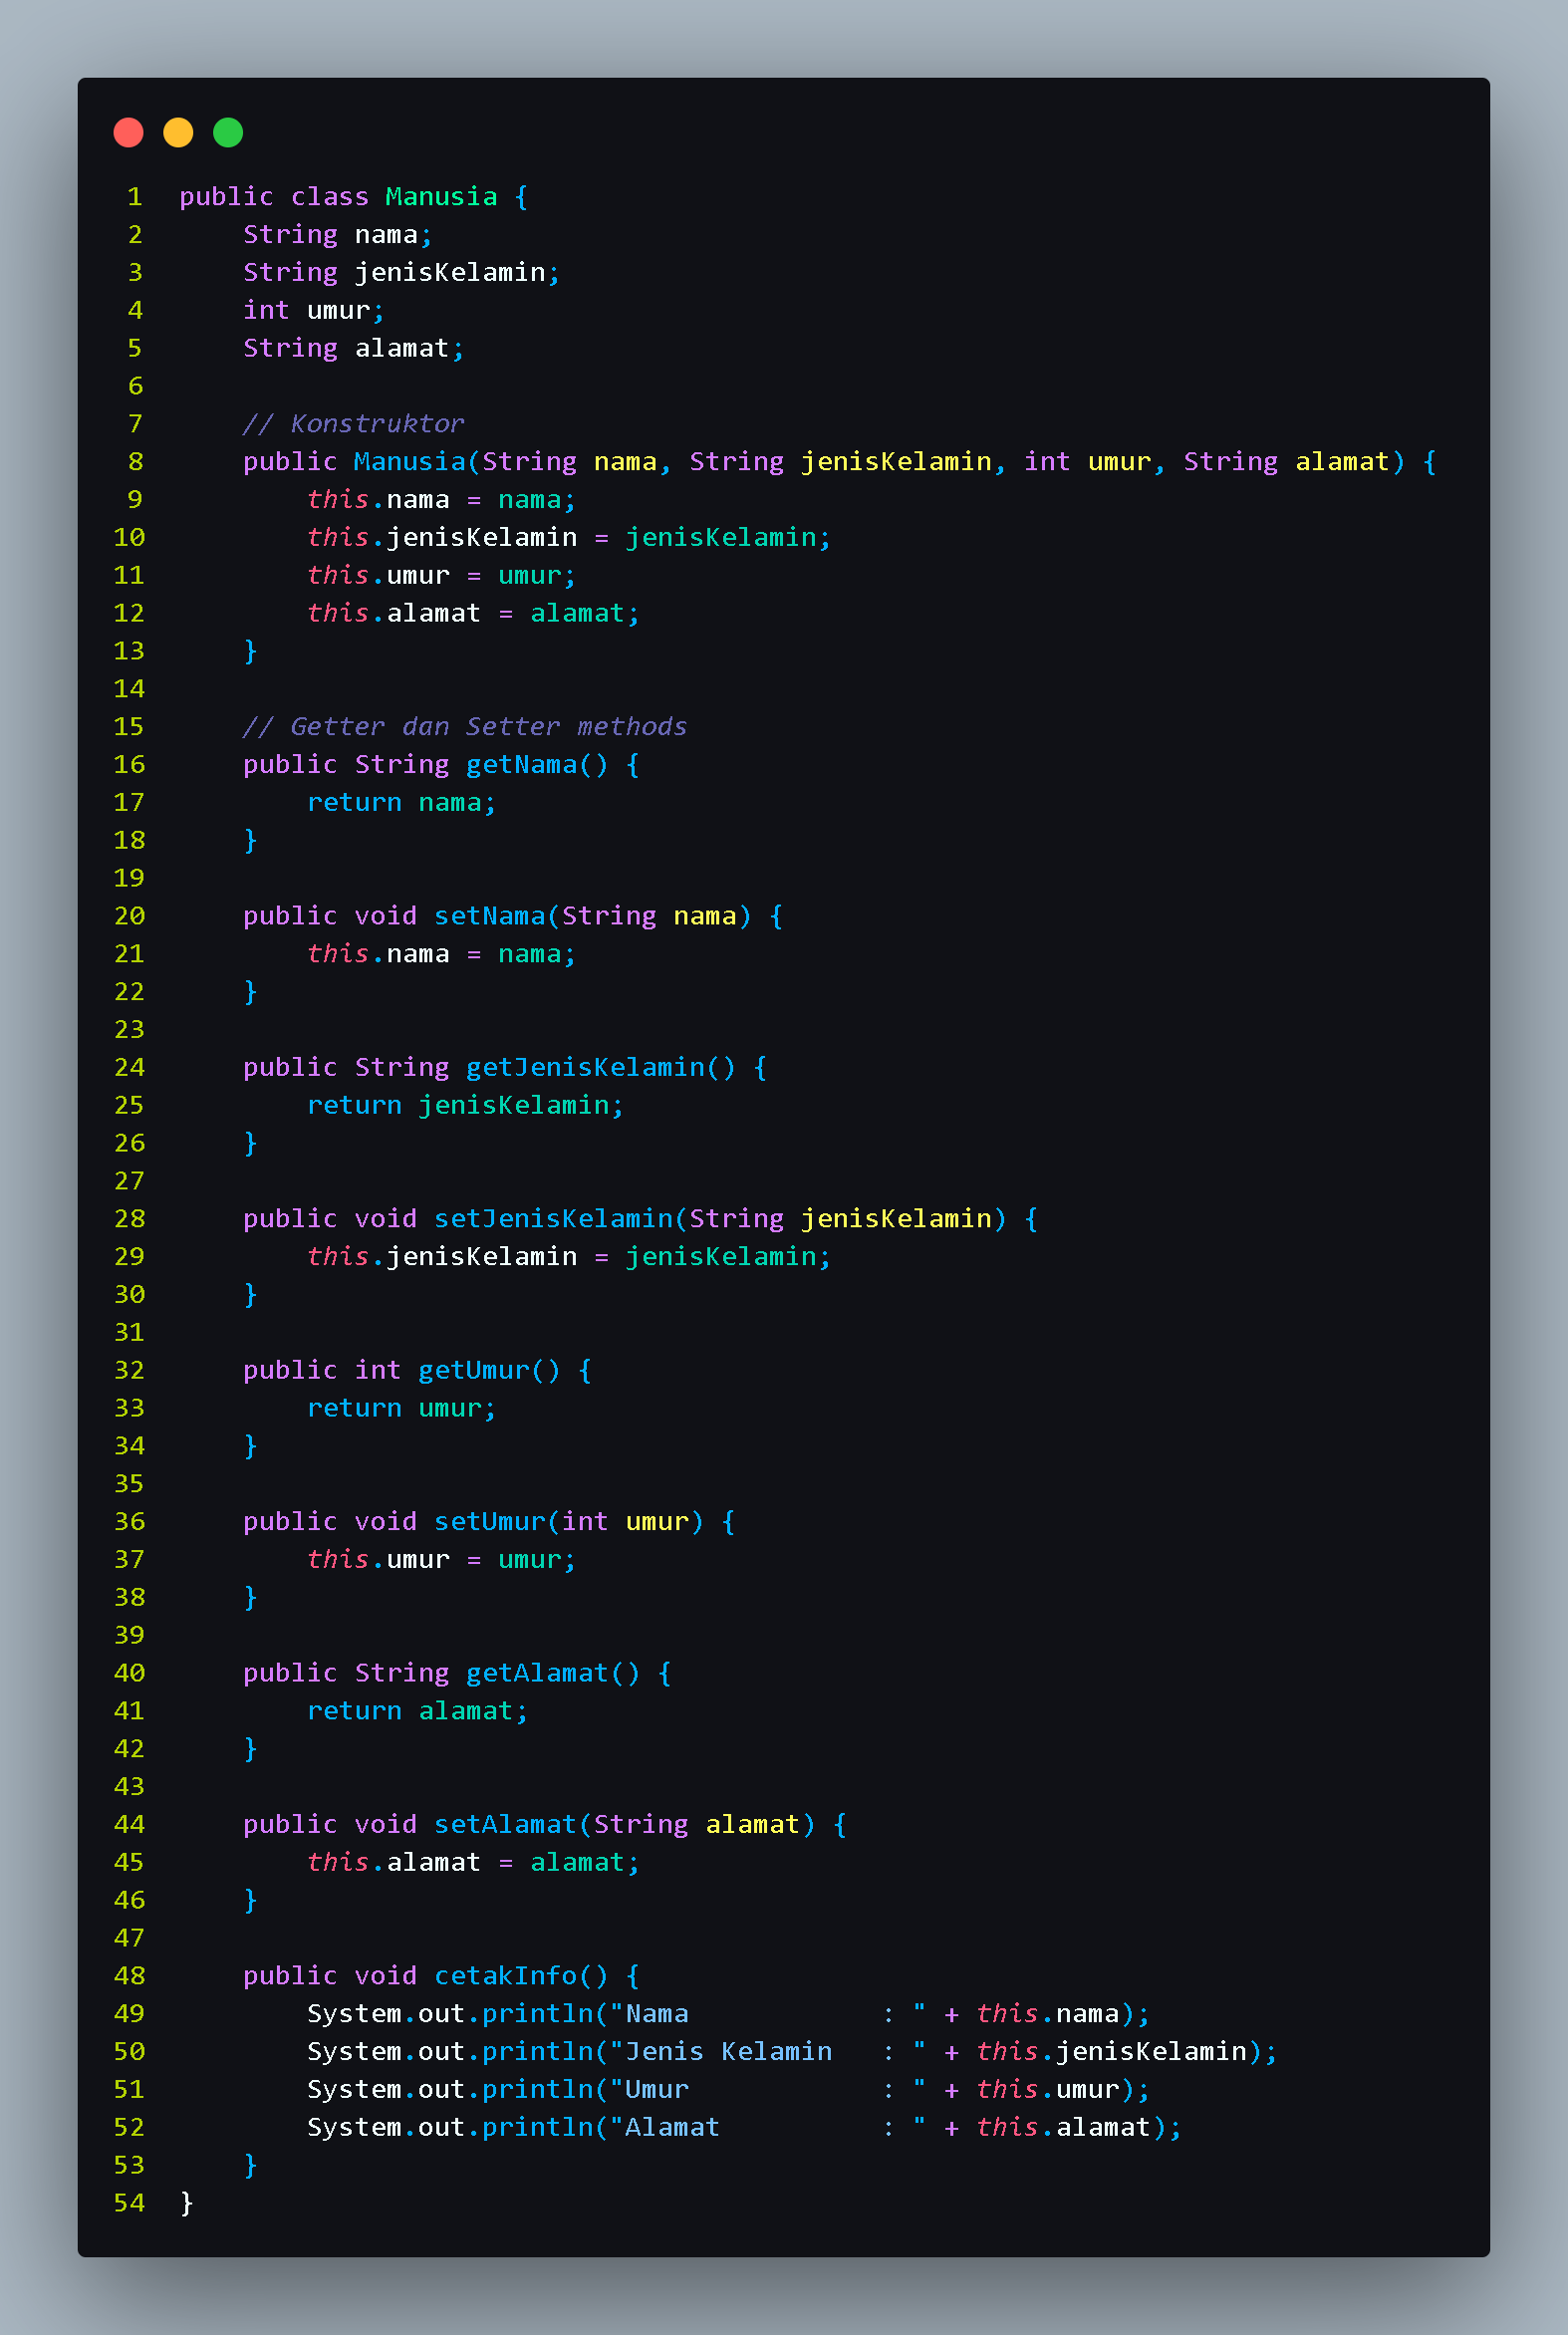 1 public class Manusia {
2     String nama;
3     String jenisKelamin;
4     int umur;
5     String alamat;
6
7     // Konstruktor
8     public Manusia(String nama, String jenisKelamin, int umur, String alamat) {
9         this.nama = nama;
10         this.jenisKelamin = jenisKelamin;
11         this.umur = umur;
12         this.alamat = alamat;
13     }
14
15     // Getter dan Setter methods
16     public String getNama() {
17         return nama;
18     }
19
20     public void setNama(String nama) {
21         this.nama = nama;
22     }
23
24     public String getJenisKelamin() {
25         return jenisKelamin;
26     }
27
28     public void setJenisKelamin(String jenisKelamin) {
29         this.jenisKelamin = jenisKelamin;
30     }
31
32     public int getUmur() {
33         return umur;
34     }
35
36     public void setUmur(int umur) {
37         this.umur = umur;
38     }
39
40     public String getAlamat() {
41         return alamat;
42     }
43
44     public void setAlamat(String alamat) {
45         this.alamat = alamat;
46     }
47
48     public void cetakInfo() {
49         System.out.println("Nama            : " + this.nama);
50         System.out.println("Jenis Kelamin   : " + this.jenisKelamin);
51         System.out.println("Umur            : " + this.umur);
52         System.out.println("Alamat          : " + this.alamat);
53     }
54 }